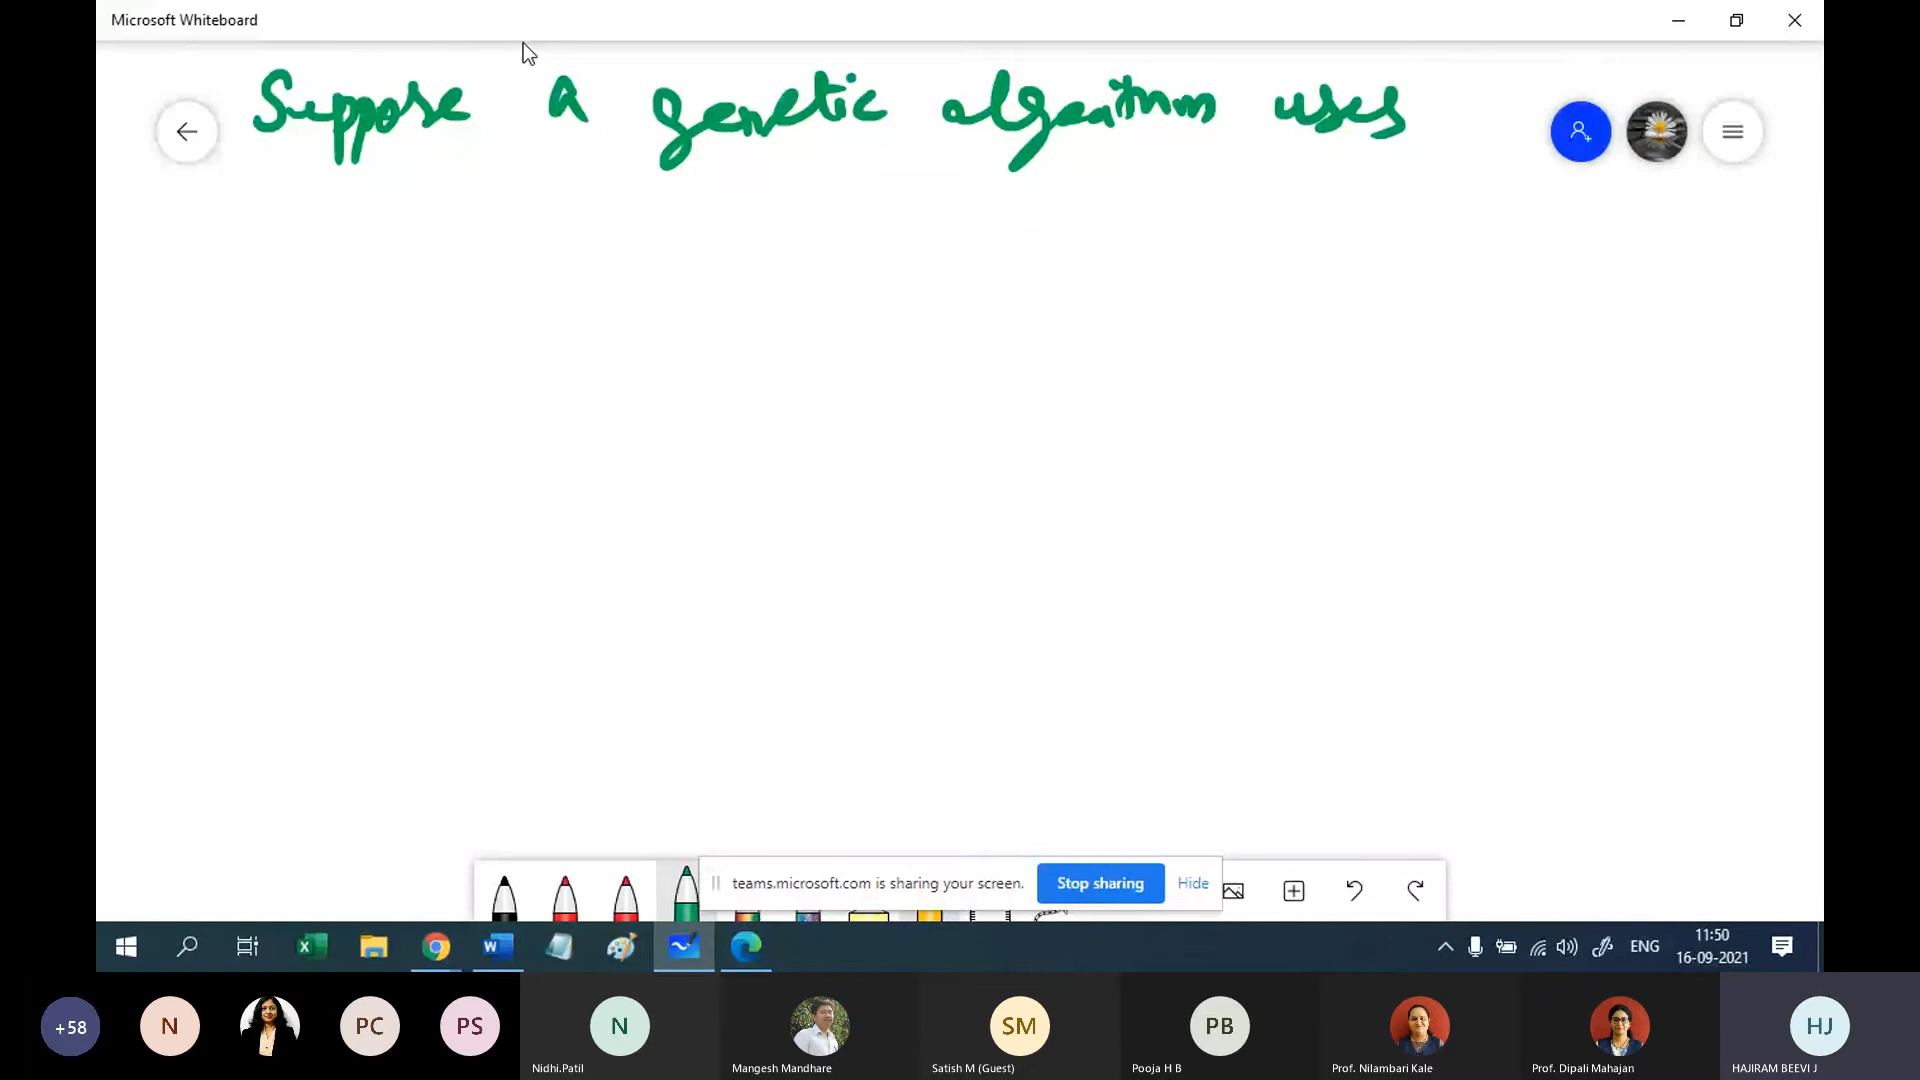 Microsoft Whiteboard
Suppose a genetic algorithm uses
teams.microsoft.com is sharing your screen.
Stop sharing
Hide
ENG
11:50
16-09-2021
+58
N
PC
PS
N
SM
PB
HJ
Nidhi.Patil
Mangesh Mandhare
Satish M (Guest)
Pooja H B
Prof. Nilambari Kale
Prof. Dipali Mahajan
HAJIRAM BEEVI J